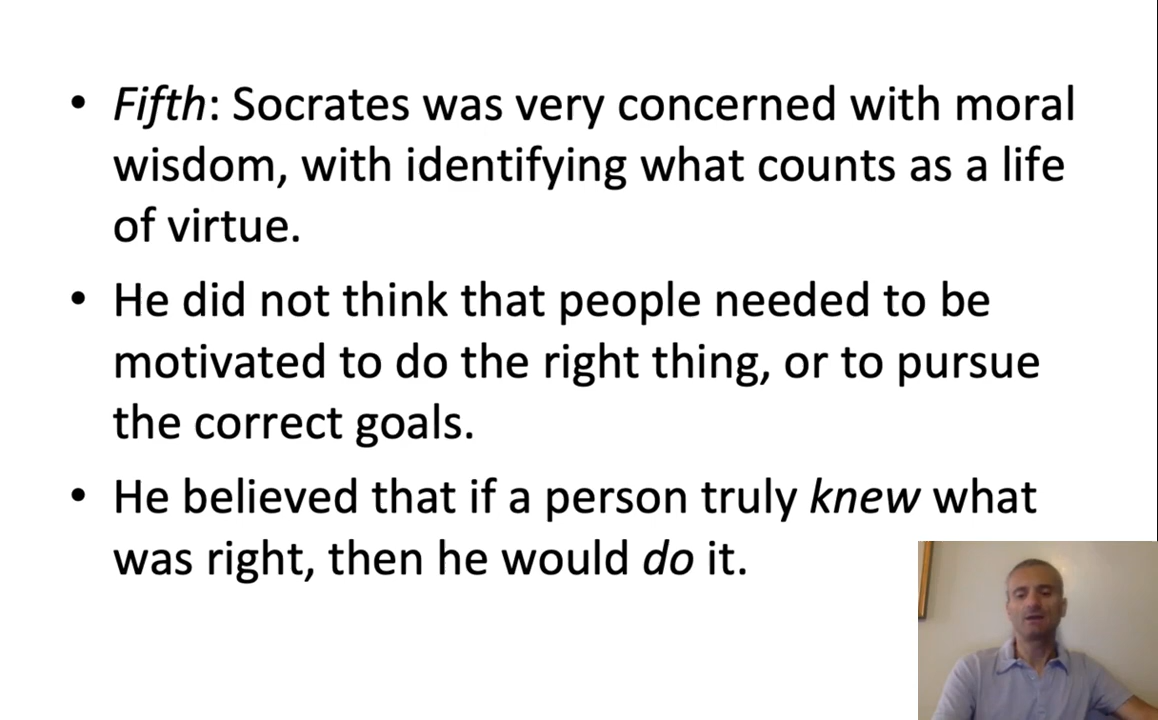 • Fifth: Socrates was very concerned with moral
wisdom, with identifying what counts as a life
of virtue.
• He did not think that people needed to be
motivated to do the right thing, or to pursue
the correct goals.
• He believed that if a person truly knew what
was right, then he would do it.